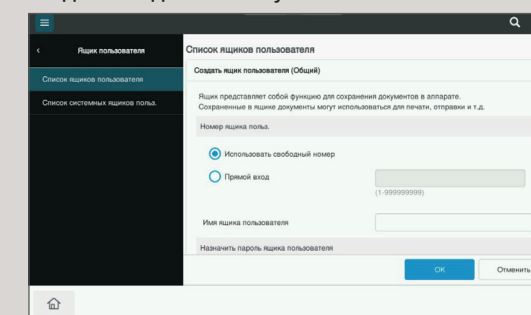 Ящик пользователя
Список ящиков пользователя
Список системных ящиков польз.
Список ящиков пользователя
Создать ящик пользователя (Общий)
Ящик представляет собой функцию для сохранения документов в аппарате.
Сохраненные в ящике документы могут использоваться для печати, отправки и т.д.
Номер ящика польз.
Использовать свободный номер
Прямой вход
(1-999999999)
Имя ящика пользователя
Назначить пароль ящика пользователя
OK
Отменить